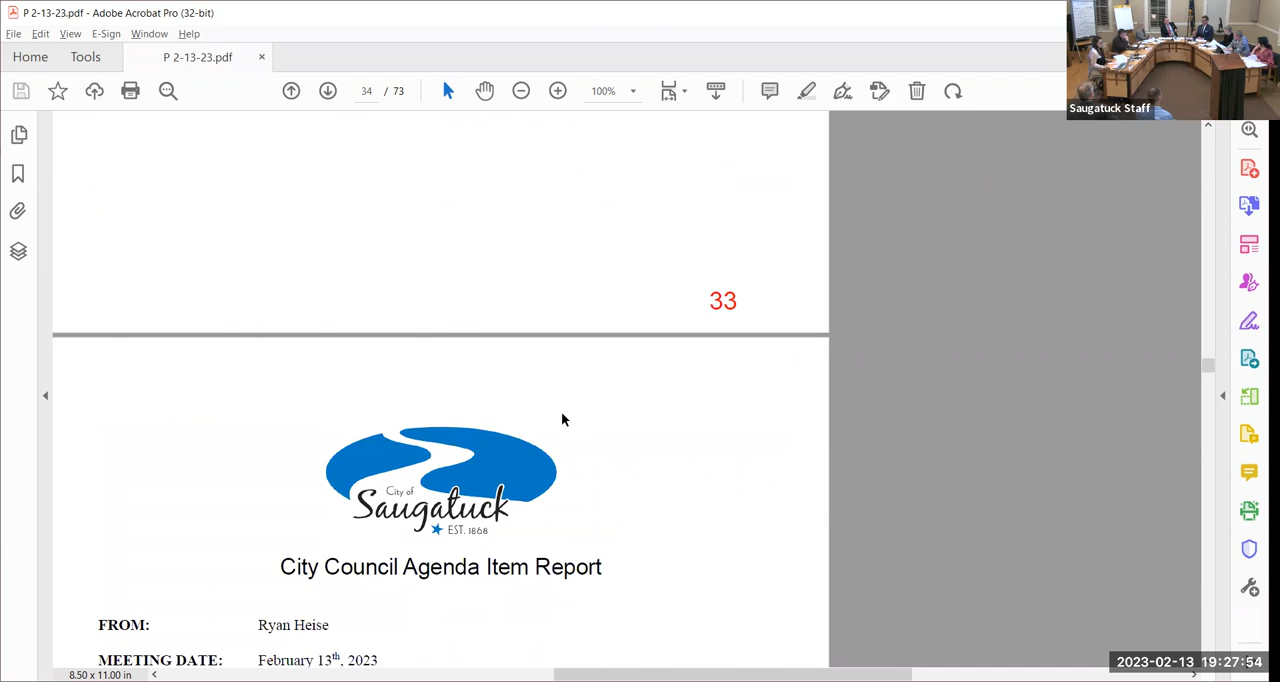 P 2-13-23.pdf - Adobe Acrobat Pro (32-bit)
File Edit View E-Sign Window Help
Home Tools P 2-13-23.pdf ×
34 / 73 100%
Saugatuck Staff
33
City of
Saugatuck
EST. 1868
City Council Agenda Item Report
FROM: Ryan Heise
MEETING DATE: February 13th, 2023
8.50 x 11.00 in
2023-02-13 19:27:54